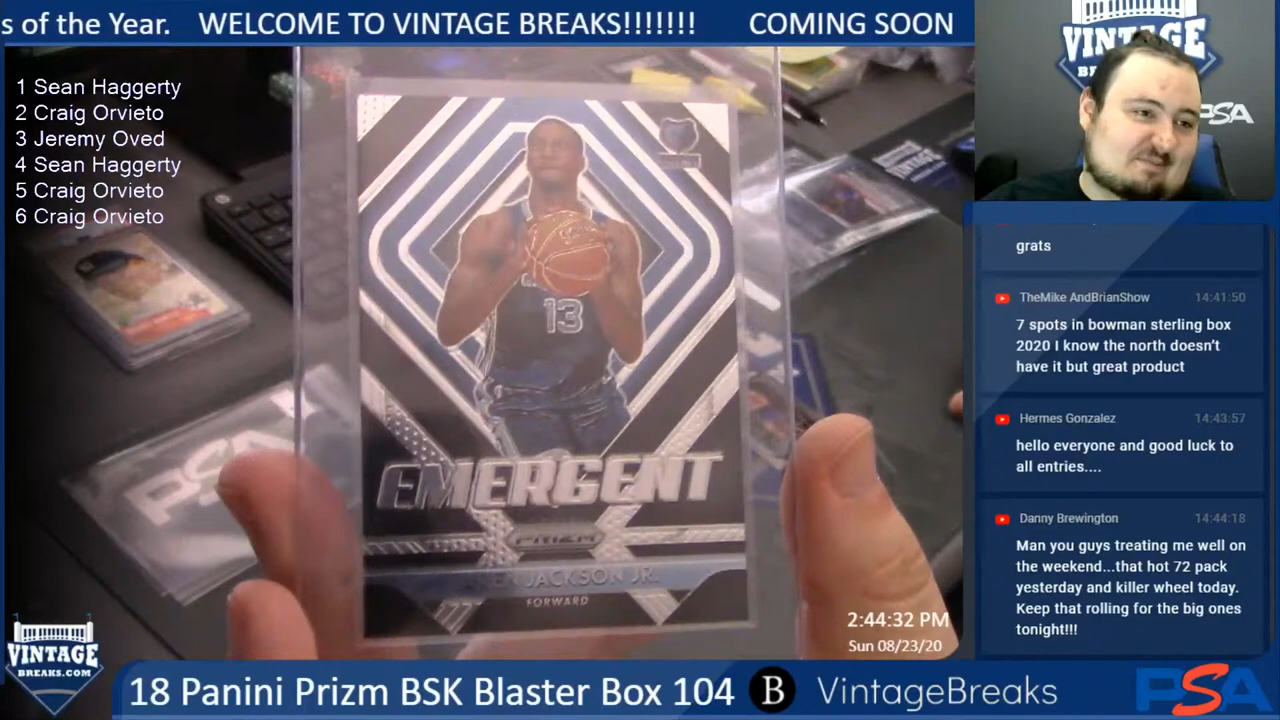 s of the Year. WELCOME TO VINTAGE BREAKS!!!!!!! COMING SOON
1 Sean Haggerty
2 Craig Orvieto
3 Jeremy Oved
4 Sean Haggerty
5 Craig Orvieto
6 Craig Orvieto
13
EMERGENT
PRIZM
JACKSON JR.
FORWARD
PSA
VINTAGE
PSA
grats
TheMike AndBrianShow 14:41:50
7 spots in bowman sterling box
2020 I know the north doesn't
have it but great product
Hermes Gonzalez 14:43:57
hello everyone and good luck to
all entries....
Danny Brewington 14:44:18
Man you guys treating me well on
the weekend...that hot 72 pack
yesterday and killer wheel today.
Keep that rolling for the big ones
tonight!!!
2:44:32 PM
Sun 08/23/20
VINTAGE
BREAKS.COM
18 Panini Prizm BSK Blaster Box 104 B VintageBreaks PSA